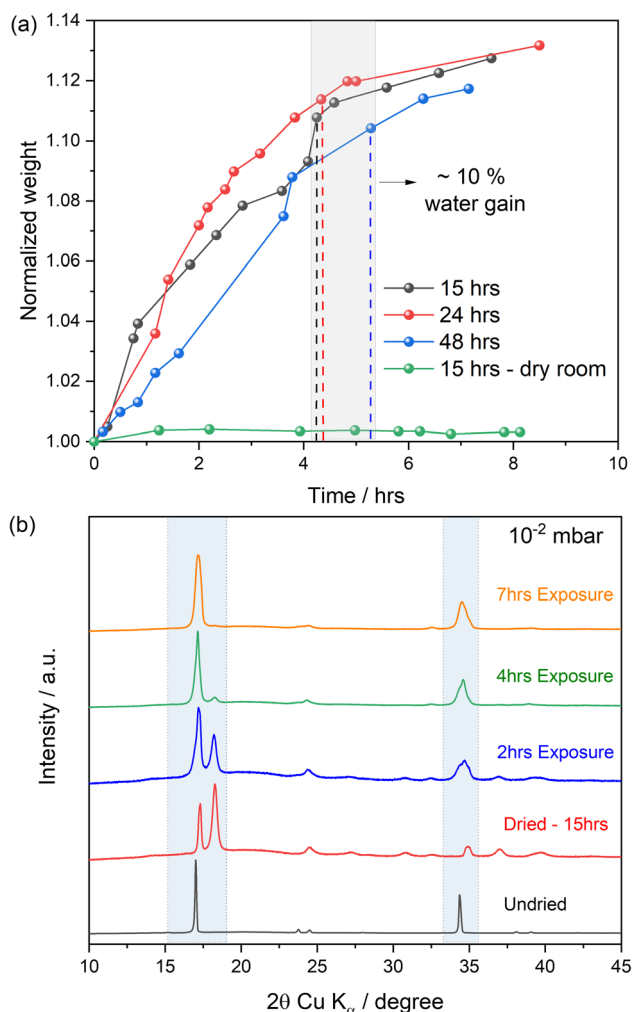 (a)
1.14
1.12
1.10
1.08
1.06
1.04
1.02
1.00
Normalized weight
~ 10 %
water gain
15 hrs
24 hrs
48 hrs
15 hrs - dry room
0 2 4 6 8 10
Time / hrs
(b)
10⁻² mbar
7hrs Exposure
4hrs Exposure
2hrs Exposure
Dried - 15hrs
Undried
Intensity / a.u.
10 15 20 25 30 35 40 45
2θ Cu Kα / degree